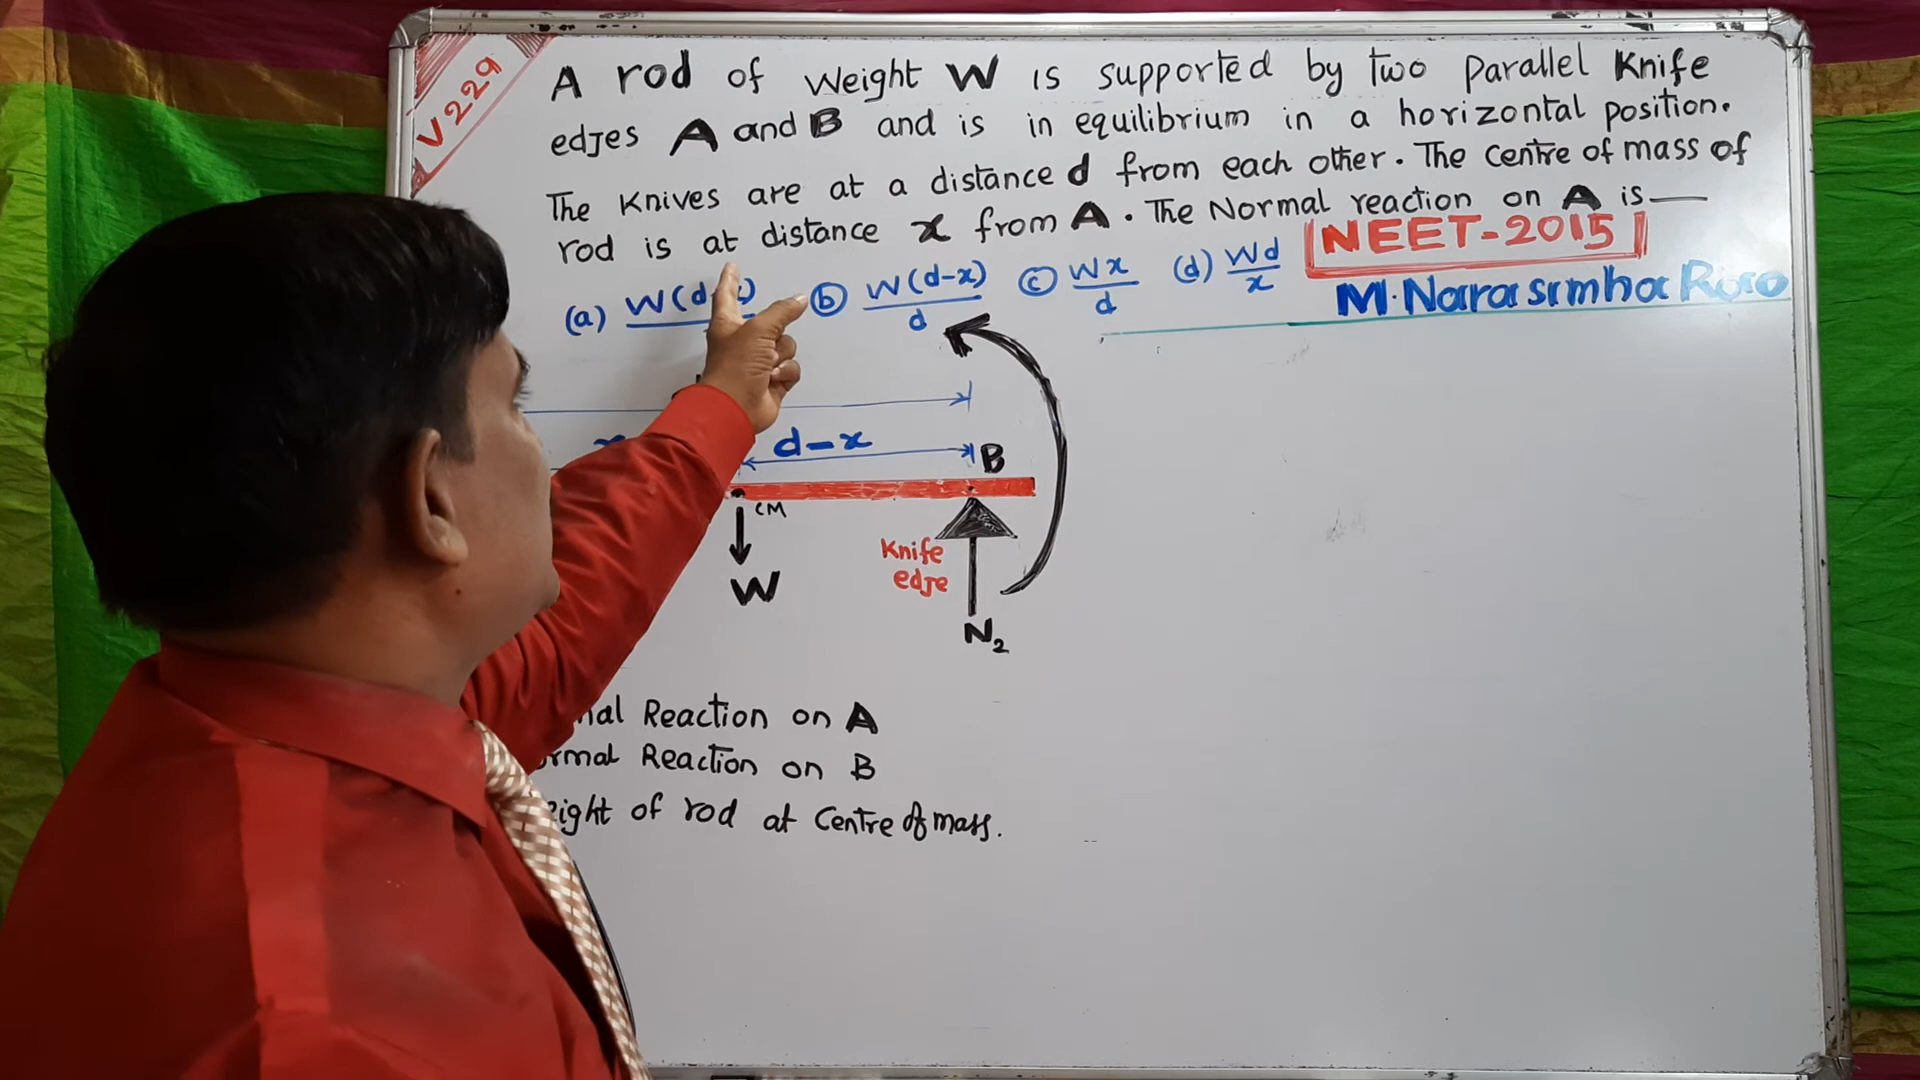 V229
A rod of weight W is supported by two parallel Knife
edjes A and B and is in equilibrium in a horizontal position.
The Knives are at a distance d from each other. The Centre of mass of
rod is at distance x from A. The Normal reaction on A is —
NEET-2015
(a) W(d-x) (b) W(d-x)/d (c) Wx/d (d) Wd/x
M. Narasimha Rao
d-x
B
CM
Knife
edje
W
N₂
Reaction on A
Reaction on B
of rod at Centre of mass.